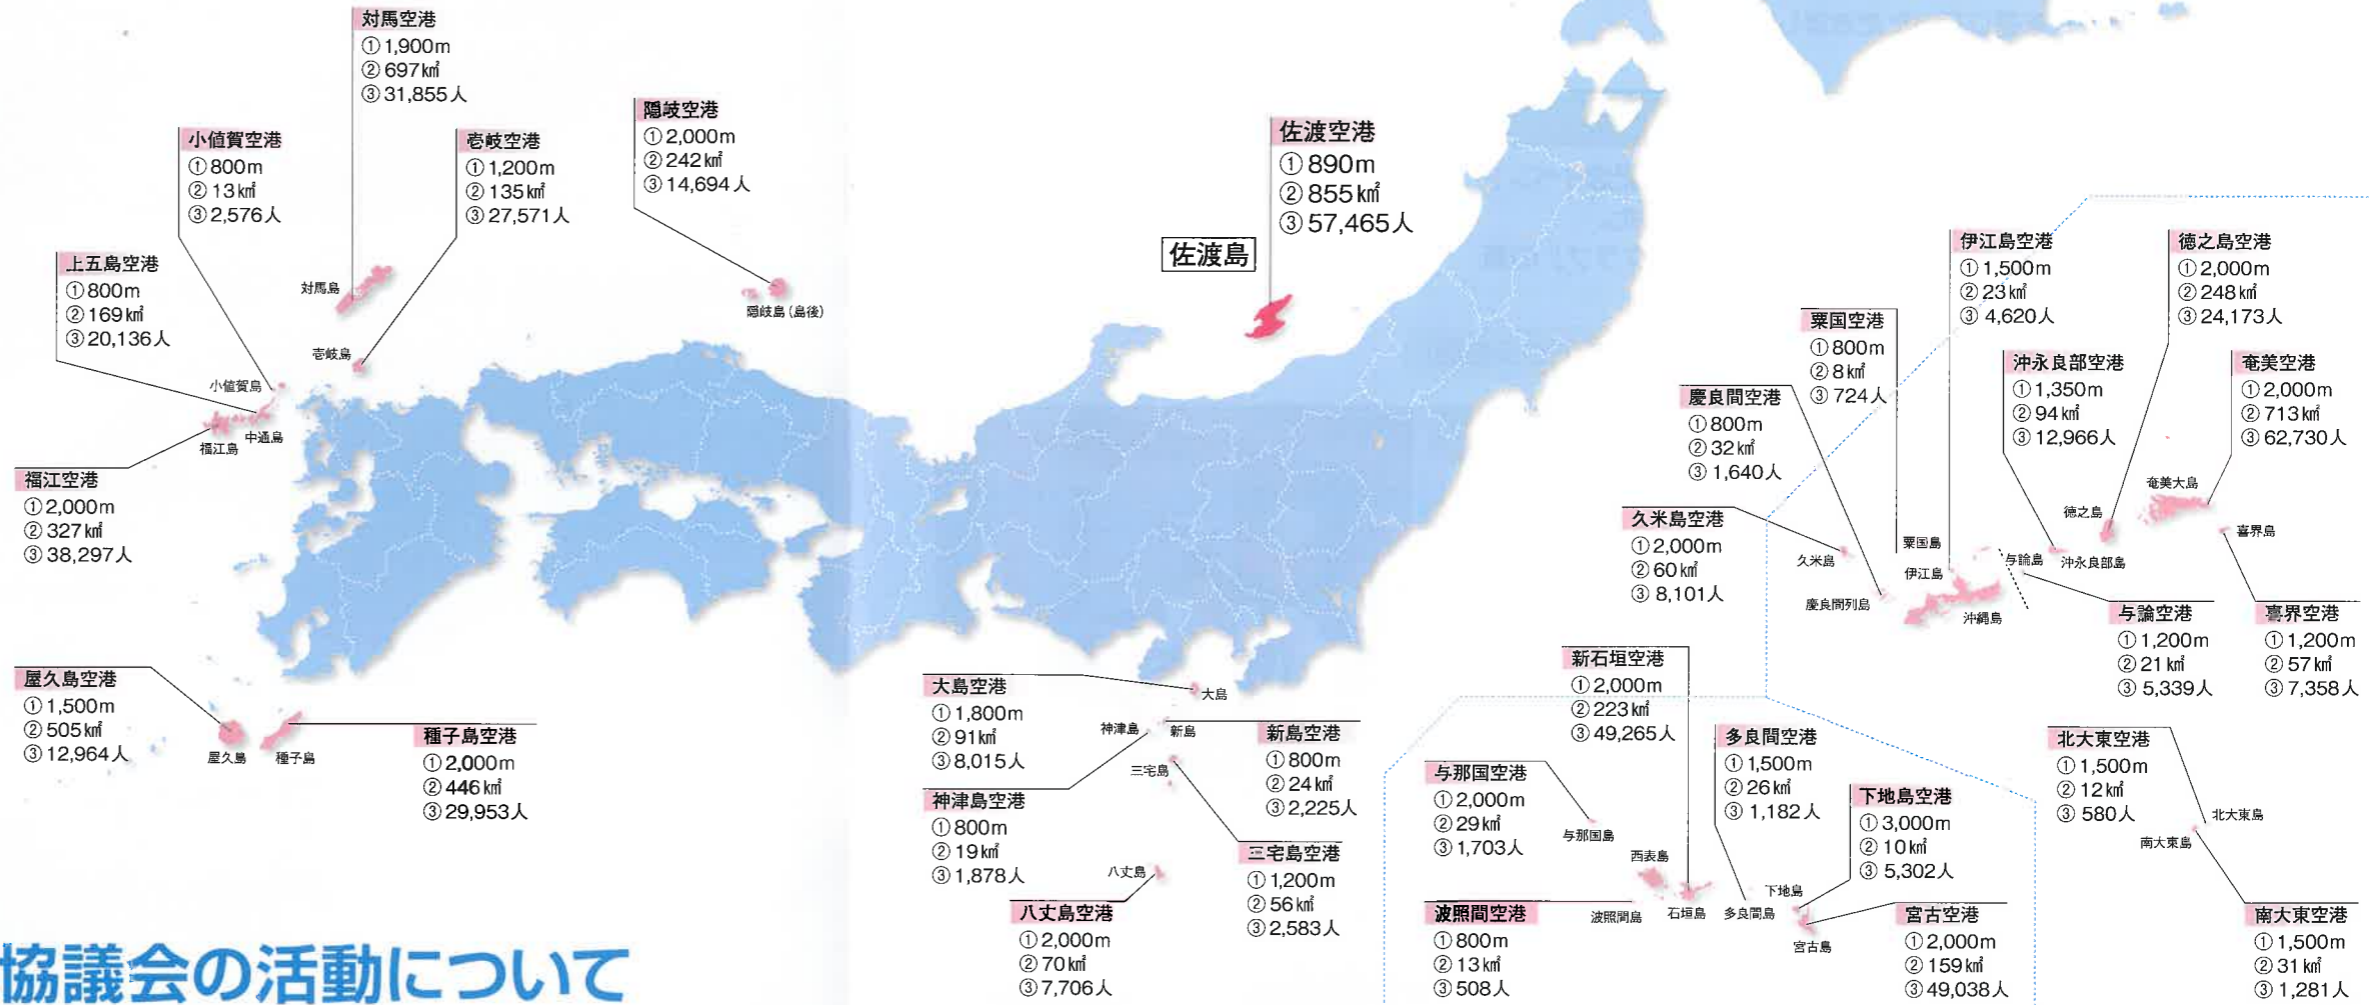 対馬空港
①1,900m
②697㎢
③31,855人
小値賀空港
①800m
②13㎢
③2,576人
壱岐空港
①1,200m
②135㎢
③27,571人
隠岐空港
①2,000m
②242㎢
③14,694人
上五島空港
①800m
②169㎢
③20,136人
福江空港
①2,000m
②327㎢
③38,297人
対馬島
壱岐島
小値賀島
中通島
福江島
隠岐島(島後)
佐渡空港
①890m
②855㎢
③57,465人
佐渡島
屋久島空港
①1,500m
②505㎢
③12,964人
屋久島
種子島
種子島空港
①2,000m
②446㎢
③29,953人
大島空港
①1,800m
②91㎢
③8,015人
大島
神津島
新島
三宅島
八丈島
新島空港
①800m
②24㎢
③2,225人
神津島空港
①800m
②19㎢
③1,878人
三宅島空港
①1,200m
②56㎢
③2,583人
八丈島空港
①2,000m
②70㎢
③7,706人
伊江島空港
①1,500m
②23㎢
③4,620人
徳之島空港
①2,000m
②248㎢
③24,173人
粟国空港
①800m
②8㎢
③724人
沖永良部空港
①1,350m
②94㎢
③12,966人
奄美空港
①2,000m
②713㎢
③62,730人
慶良間空港
①800m
②32㎢
③1,640人
久米島空港
①2,000m
②60㎢
③8,101人
奄美大島
徳之島
喜界島
粟国島
与論島
沖永良部島
久米島
伊江島
慶良間列島
沖縄島
与論空港
①1,200m
②21㎢
③5,339人
喜界空港
①1,200m
②57㎢
③7,358人
新石垣空港
①2,000m
②223㎢
③49,265人
多良間空港
①1,500m
②26㎢
③1,182人
与那国空港
①2,000m
②29㎢
③1,703人
下地島空港
①3,000m
②10㎢
③5,302人
与那国島
西表島
波照間島
石垣島
多良間島
下地島
宮古島
波照間空港
①800m
②13㎢
③508人
宮古空港
①2,000m
②159㎢
③49,038人
北大東空港
①1,500m
②12㎢
③580人
北大東島
南大東島
南大東空港
①1,500m
②31㎢
③1,281人
協議会の活動について